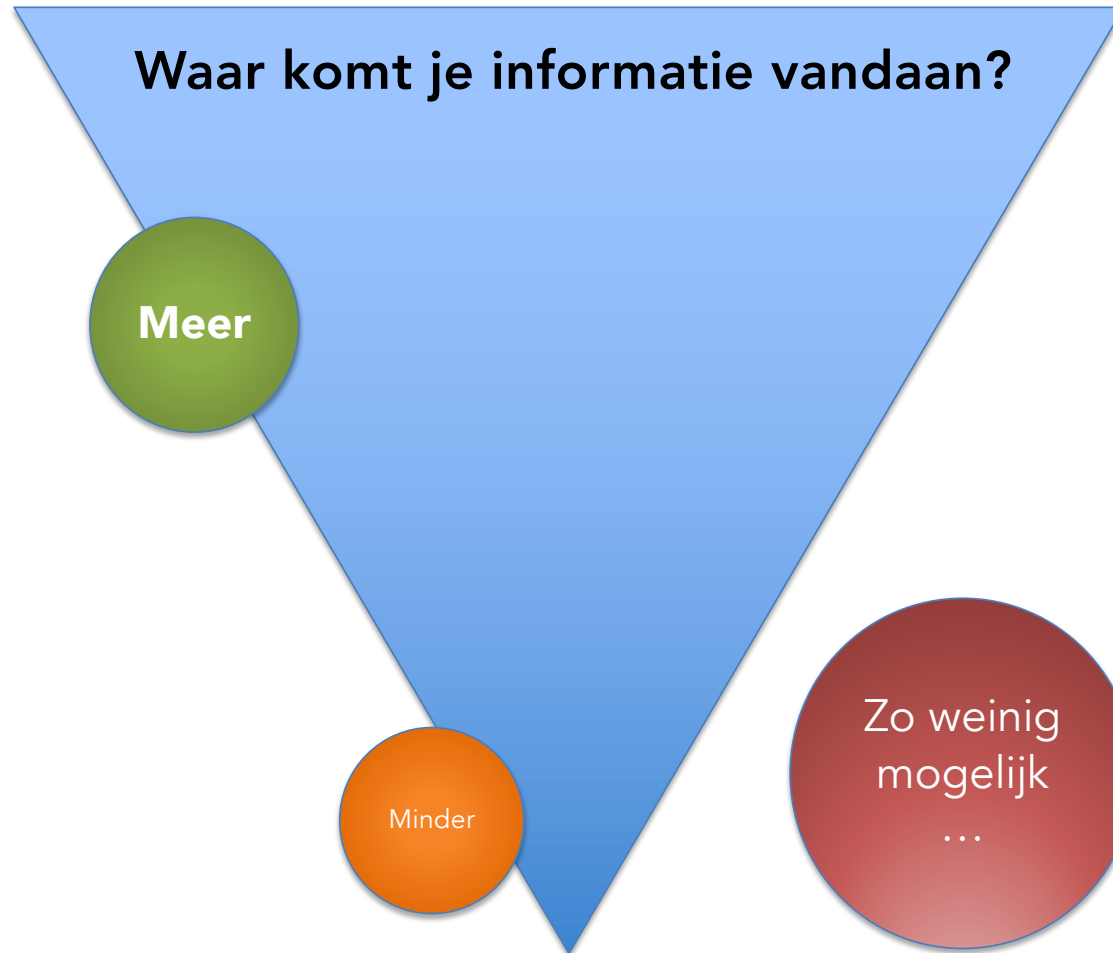 Waar komt je informatie vandaan?
Meer
Zo weinig
mogelijk
...
Minder